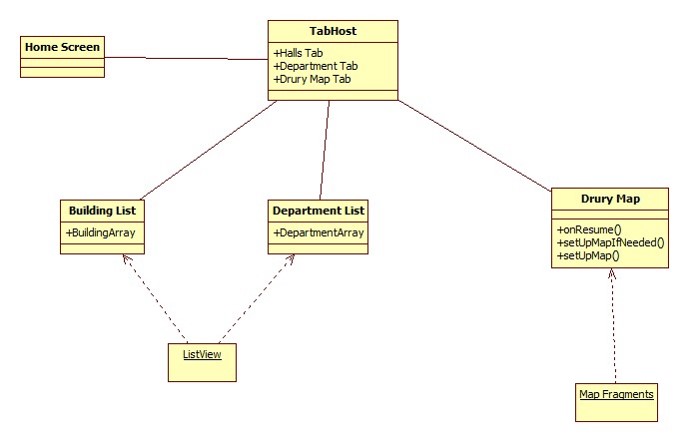 TabHost
Home Screen
+Halls Tab
+Department Tab
+Drury Map Tab
Building List
+BuildingArray
Department List
+DepartmentArray
Drury Map
+onResume()
+setUpMapIfNeeded()
+setUpMap()
ListView
Map Fragments